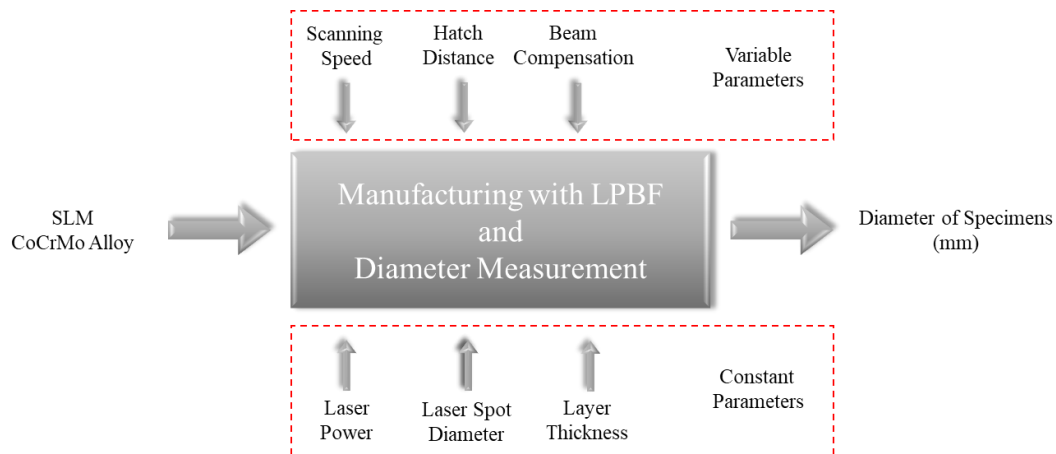 Scanning
Speed
Hatch
Distance
Beam
Compensation
Variable
Parameters
SLM
CoCrMo Alloy
Manufacturing with LPBF
and
Diameter Measurement
Diameter of Specimens
(mm)
Laser
Power
Laser Spot
Diameter
Layer
Thickness
Constant
Parameters